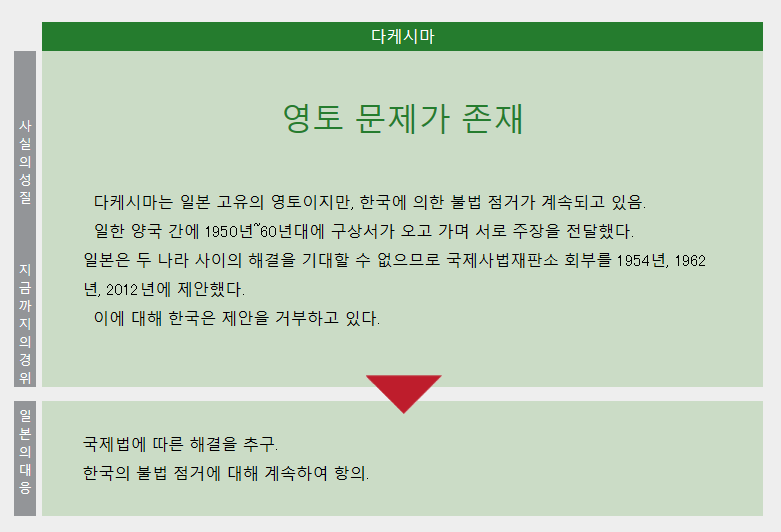 다케시마
사실의 성질
영토 문제가 존재
지금까지의 경위
다케시마는 일본 고유의 영토이지만, 한국에 의한 불법 점거가 계속되고 있음.
일한 양국 간에 1950년~60년대에 구상서가 오고 가며 서로 주장을 전달했다.
일본은 두 나라 사이의 해결을 기대할 수 없으므로 국제사법재판소 회부를 1954년, 1962
년, 2012년에 제안했다.
이에 대해 한국은 제안을 거부하고 있다.
일본의 대응
국제법에 따른 해결을 추구.
한국의 불법 점거에 대해 계속하여 항의.